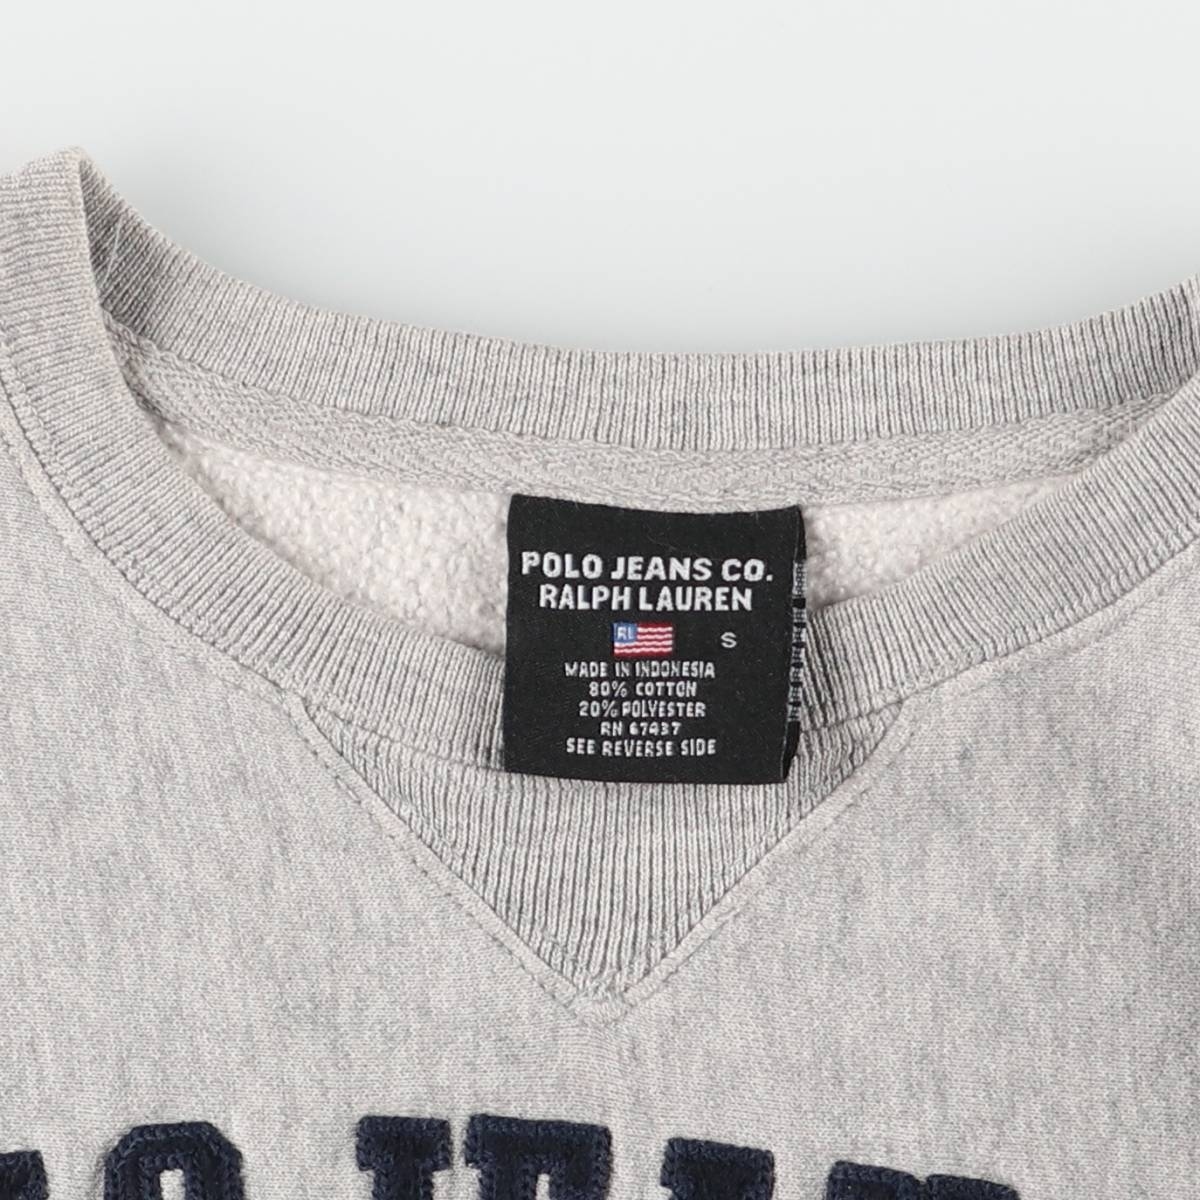 POLO JEANS CO.
RALPH LAUREN
RL S
MADE IN INDONESIA
80% COTTON
20% POLYESTER
RN 67437
SEE REVERSE SIDE